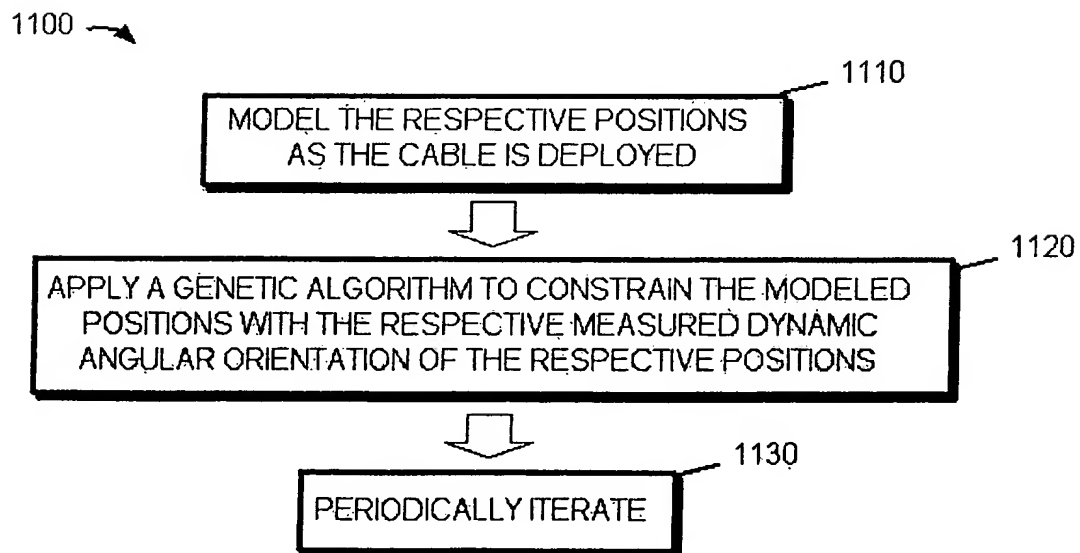 1100
1110
MODEL THE RESPECTIVE POSITIONS
AS THE CABLE IS DEPLOYED
1120
APPLY A GENETIC ALGORITHM TO CONSTRAIN THE MODELED
POSITIONS WITH THE RESPECTIVE MEASURED DYNAMIC
ANGULAR ORIENTATION OF THE RESPECTIVE POSITIONS
1130
PERIODICALLY ITERATE